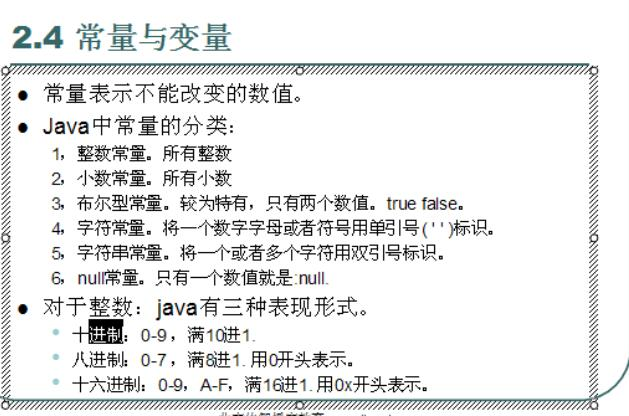 2.4 常量与变量
● 常量表示不能改变的数值。
● Java中常量的分类：
1，整数常量。所有整数
2，小数常量。所有小数
3，布尔型常量。较为特有，只有两个数值。true false。
4，字符常量。将一个数字字母或者符号用单引号(' ')标识。
5，字符串常量。将一个或者多个字符用双引号标识。
6，null常量。只有一个数值就是:null.
● 对于整数：java有三种表现形式。
• 十进制：0-9 ，满10进1.
• 八进制：0-7 ，满8进1. 用0开头表示。
• 十六进制：0-9，A-F，满16进1. 用0x开头表示。